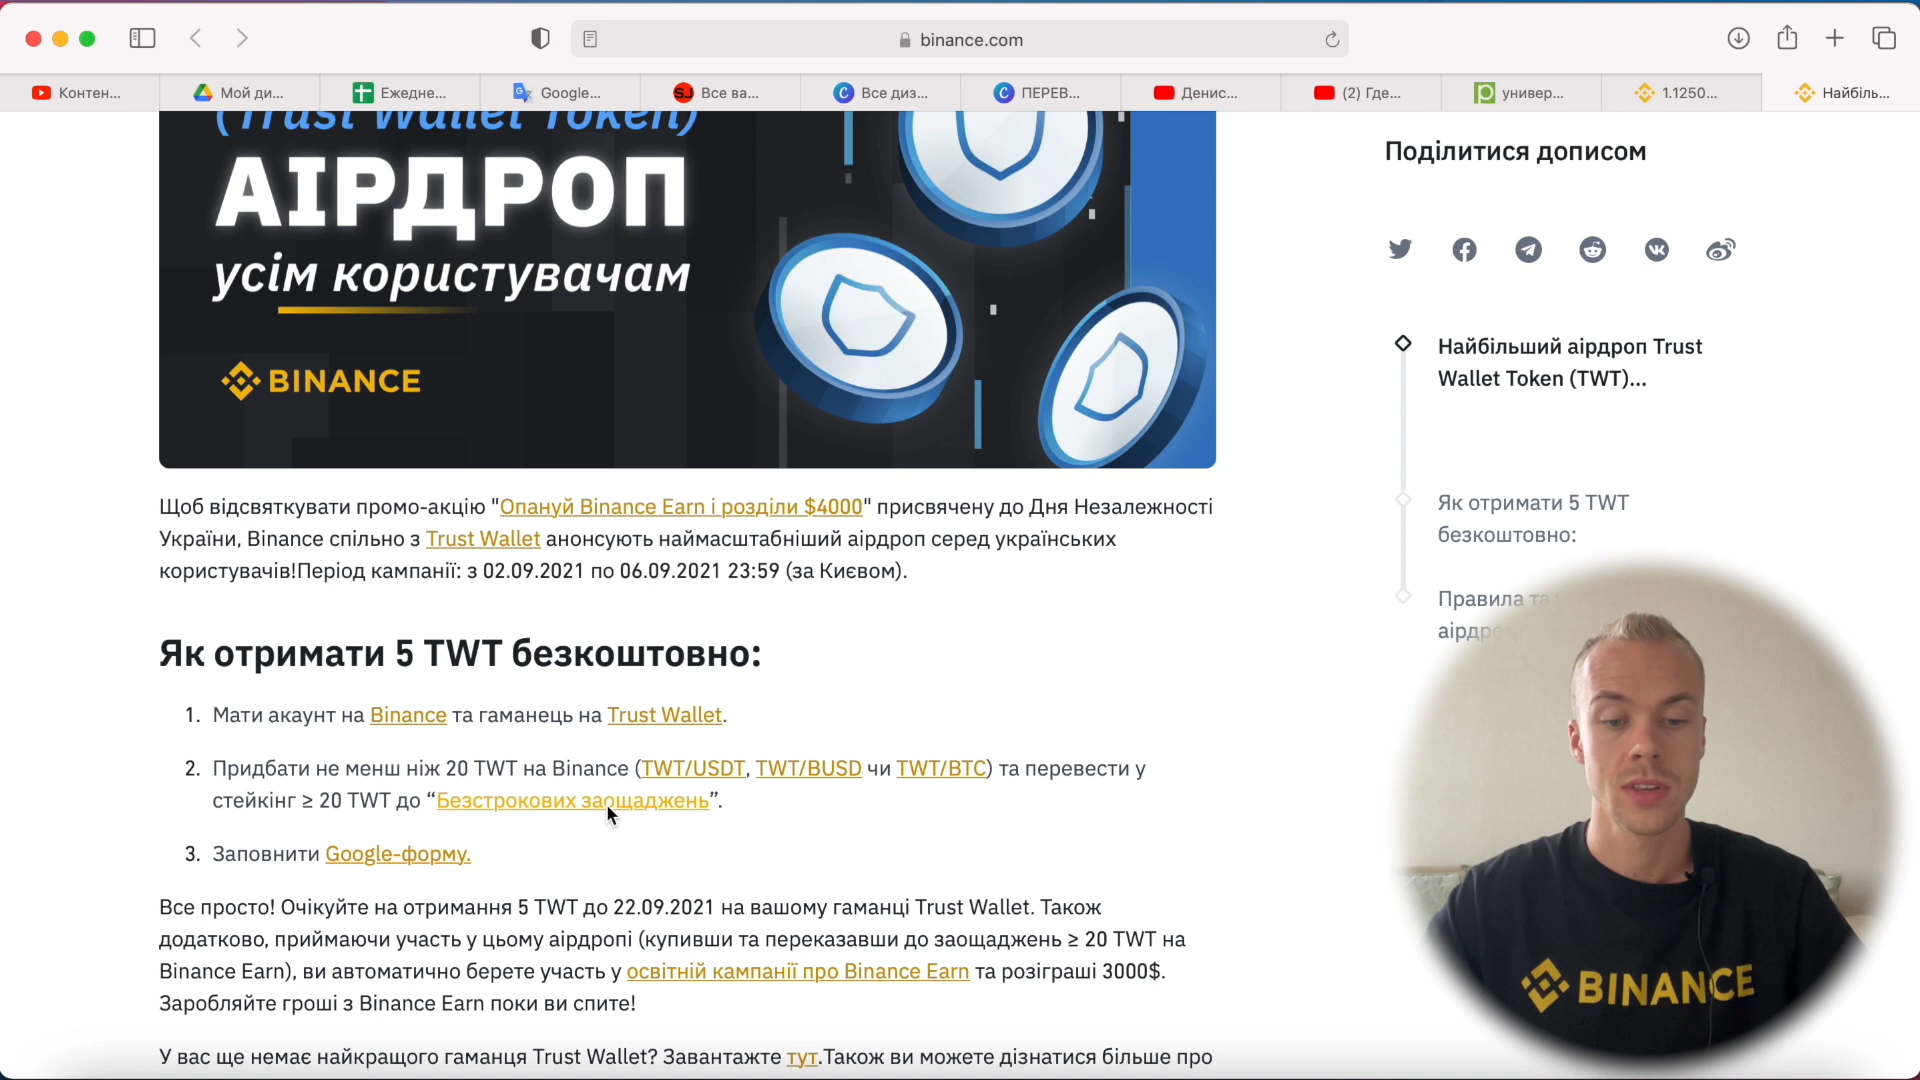 binance.com
Контен...
Мой ди...
Ежедне...
Google...
Все ва...
Все диз...
ПЕРЕВ...
Денис...
(2) Где...
универ...
1.1250...
Найбіль...
(Trust Wallet Token)
АІРДРОП
усім користувачам
BINANCE
Щоб відсвяткувати промо-акцію "Опануй Binance Earn і розділи $4000" присвячену до Дня Незалежності
України, Binance спільно з Trust Wallet анонсують наймасштабніший аірдроп серед українських
користувачів!Період кампанії: з 02.09.2021 по 06.09.2021 23:59 (за Києвом).
Як отримати 5 TWT безкоштовно:
1. Мати акаунт на Binance та гаманець на Trust Wallet.
2. Придбати не менш ніж 20 TWT на Binance (TWT/USDT, TWT/BUSD чи TWT/BTC) та перевести у
стейкінг ≥ 20 TWT до “Безстрокових заощаджень”.
3. Заповнити Google-форму.
Все просто! Очікуйте на отримання 5 TWT до 22.09.2021 на вашому гаманці Trust Wallet. Також
додатково, приймаючи участь у цьому аірдропі (купивши та переказавши до заощаджень ≥ 20 TWT на
Binance Earn), ви автоматично берете участь у освітній кампанії про Binance Earn та розіграші 3000$.
Заробляйте гроші з Binance Earn поки ви спите!
У вас ще немає найкращого гаманця Trust Wallet? Завантажте тут.Також ви можете дізнатися більше про
Поділитися дописом
Найбільший аірдроп Trust
Wallet Token (TWT)...
Як отримати 5 TWT
безкоштовно:
Правила та
BINANCE